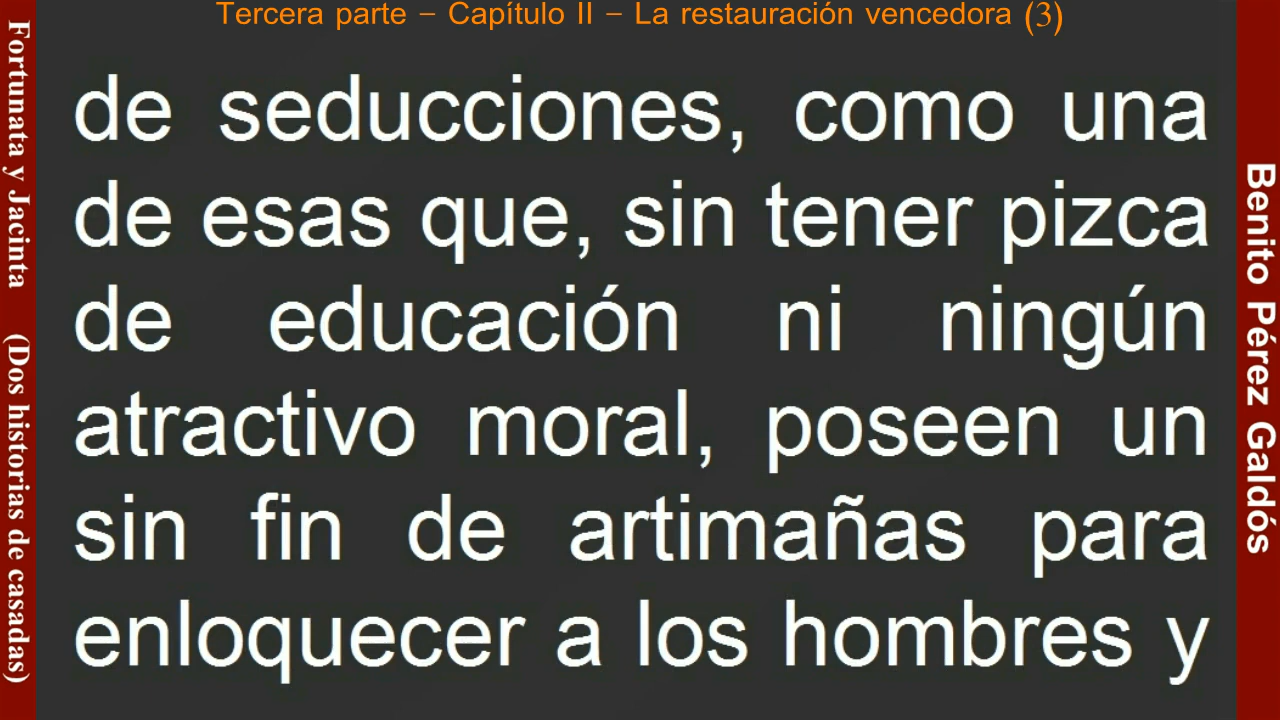 Tercera parte – Capítulo II – La restauración vencedora (3)
Fortunata y Jacinta (Dos historias de casadas)
de seducciones, como una
de esas que, sin tener pizca
de educación ni ningún
atractivo moral, poseen un
sin fin de artimañas para
enloquecer a los hombres y
Benito Pérez Galdós